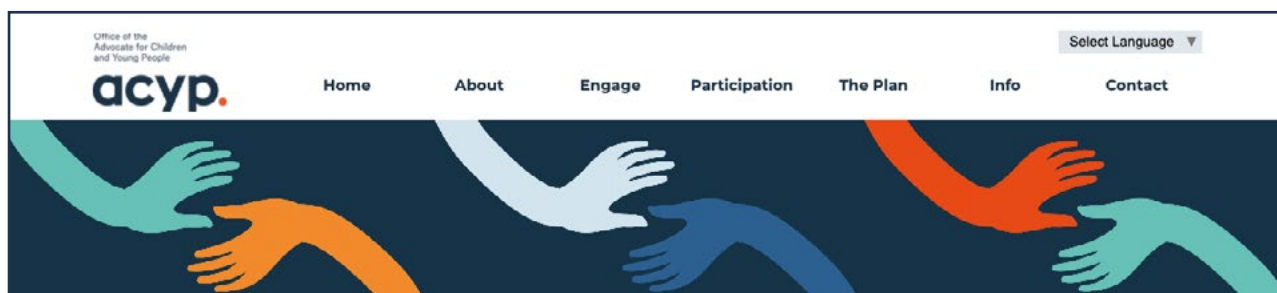 Office of the
Advocate for Children
and Young People
acyp.
Select Language ▼
Home About Engage Participation The Plan Info Contact